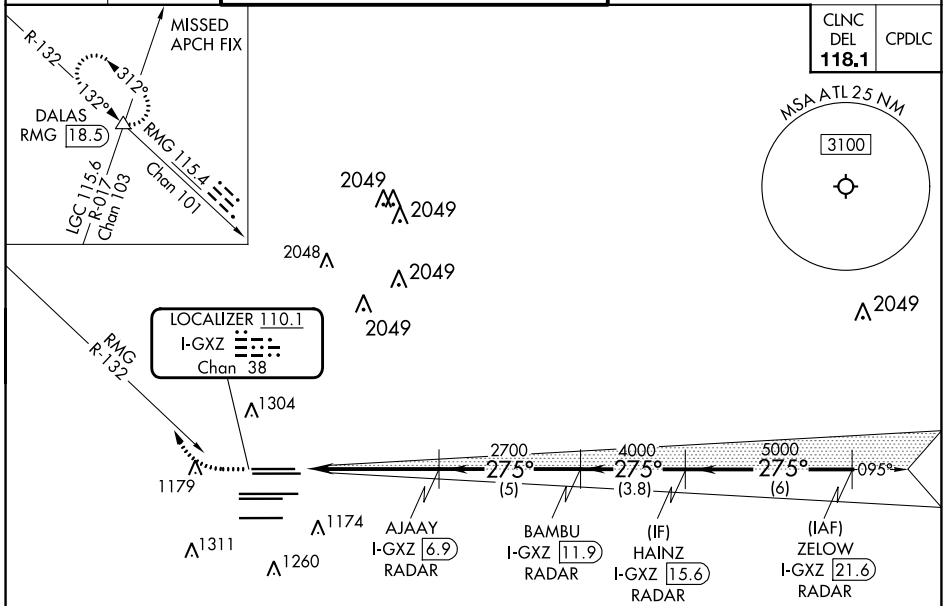 MISSED
APCH FIX
R-132
312°
132°
DALAS
RMG 18.5
RMG 115.4
Chan 101
LGC 115.6
R-017
Chan 103
CLNC
DEL
118.1
CPDLC
MSA ATL 25 NM
3100
2049
2049
2048
2049
2049
2049
RMG
R-132
LOCALIZER 110.1
I-GXZ
Chan 38
1304
1179
1311
1260
1174
2700
4000
5000
275°
275°
275°
095°
(5)
(3.8)
(6)
AJAAY
I-GXZ 6.9
RADAR
BAMBU
I-GXZ 11.9
RADAR
(IF)
HAINZ
I-GXZ 15.6
RADAR
(IAF)
ZELOW
I-GXZ 21.6
RADAR